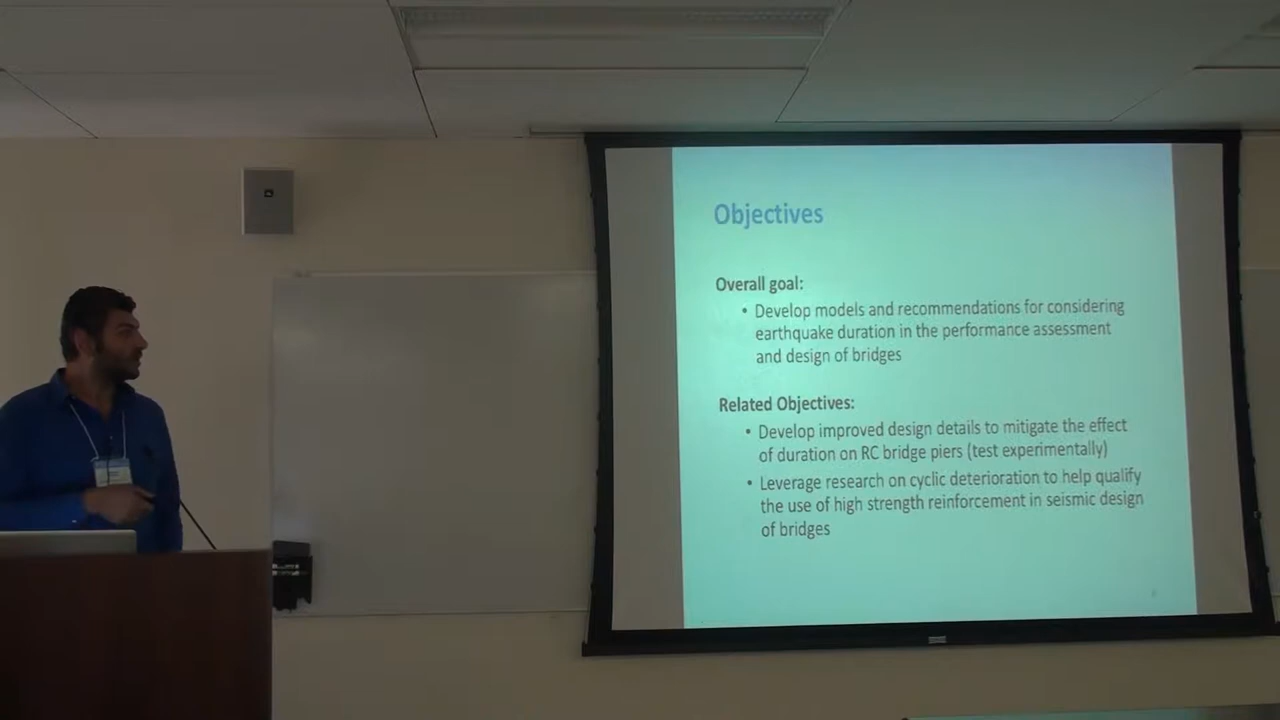 Objectives
Overall goal:
• Develop models and recommendations for considering
earthquake duration in the performance assessment
and design of bridges
Related Objectives:
• Develop improved design details to mitigate the effect
of duration on RC bridge piers (test experimentally)
• Leverage research on cyclic deterioration to help qualify
the use of high strength reinforcement in seismic design
of bridges